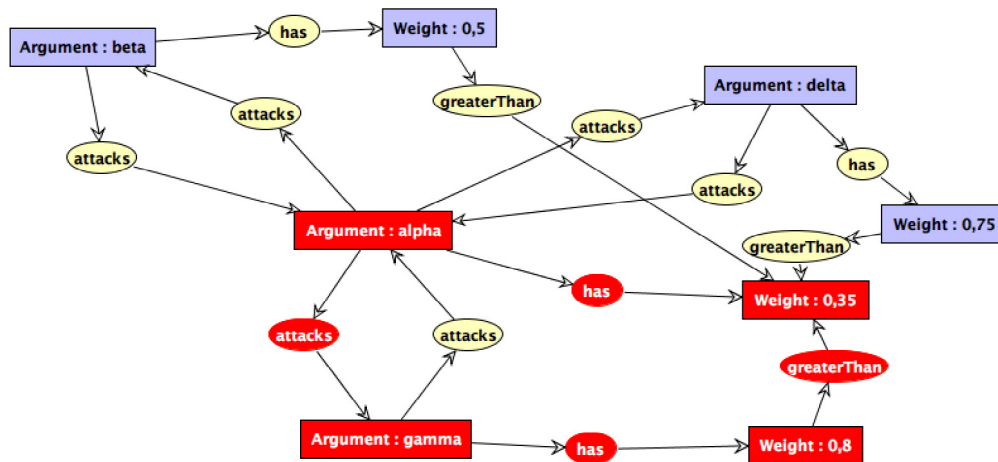 Argument : beta
has
Weight : 0,5
greaterThan
attacks
attacks
attacks
Argument : delta
has
attacks
Argument : alpha
Weight : 0,75
greaterThan
has
Weight : 0,35
attacks
attacks
greaterThan
Argument : gamma
has
Weight : 0,8